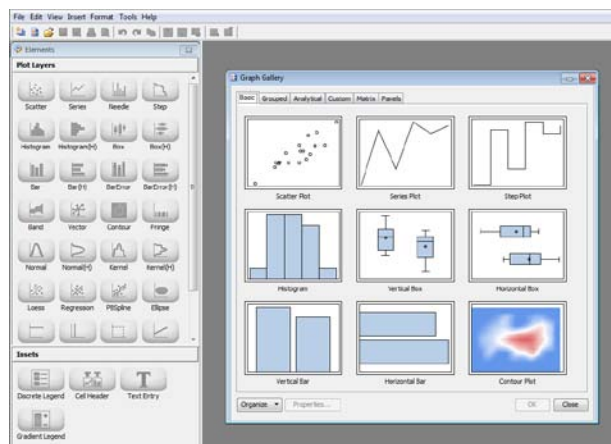 File Edit View Insert Format Tools Help
Elements
Plot Layers
Scatter Series Needle Step
Histogram Histogram(H) Box Box(H)
Bar Bar(H) BarError BarError(H)
Band Vector Contour Fringe
Normal Normal(H) Kernel Kernel(H)
Loess Regression PBSpline Ellipse
Insets
Discrete Legend Cell Header Text Entry
Gradient Legend
Graph Gallery
Basic Grouped Analytical Custom Matrix Panels
Scatter Plot Series Plot Step Plot
Histogram Vertical Box Horizontal Box
Vertical Bar Horizontal Bar Contour Plot
Organize Properties... OK Close